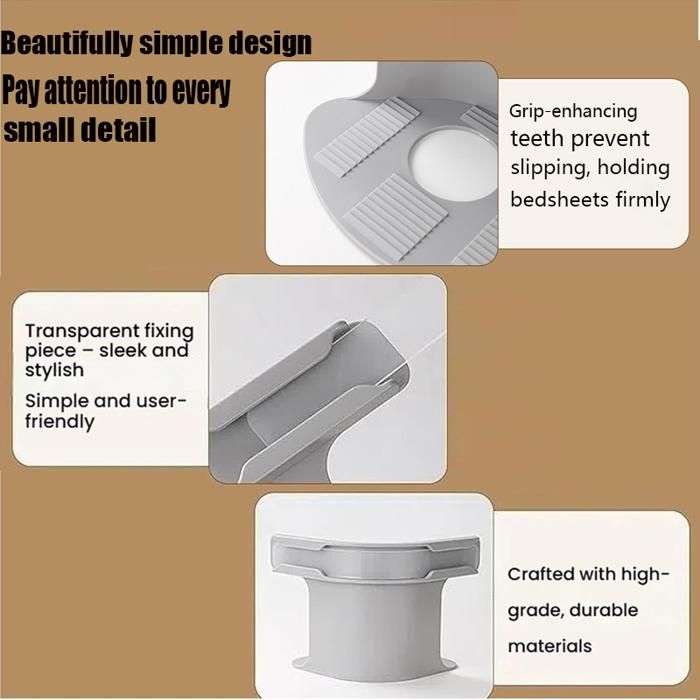 Beautifully simple design
Pay attention to every
small detail
Grip-enhancing
teeth prevent
slipping, holding
bedsheets firmly
Transparent fixing
piece – sleek and
stylish
Simple and user-
friendly
Crafted with high-
grade, durable
materials